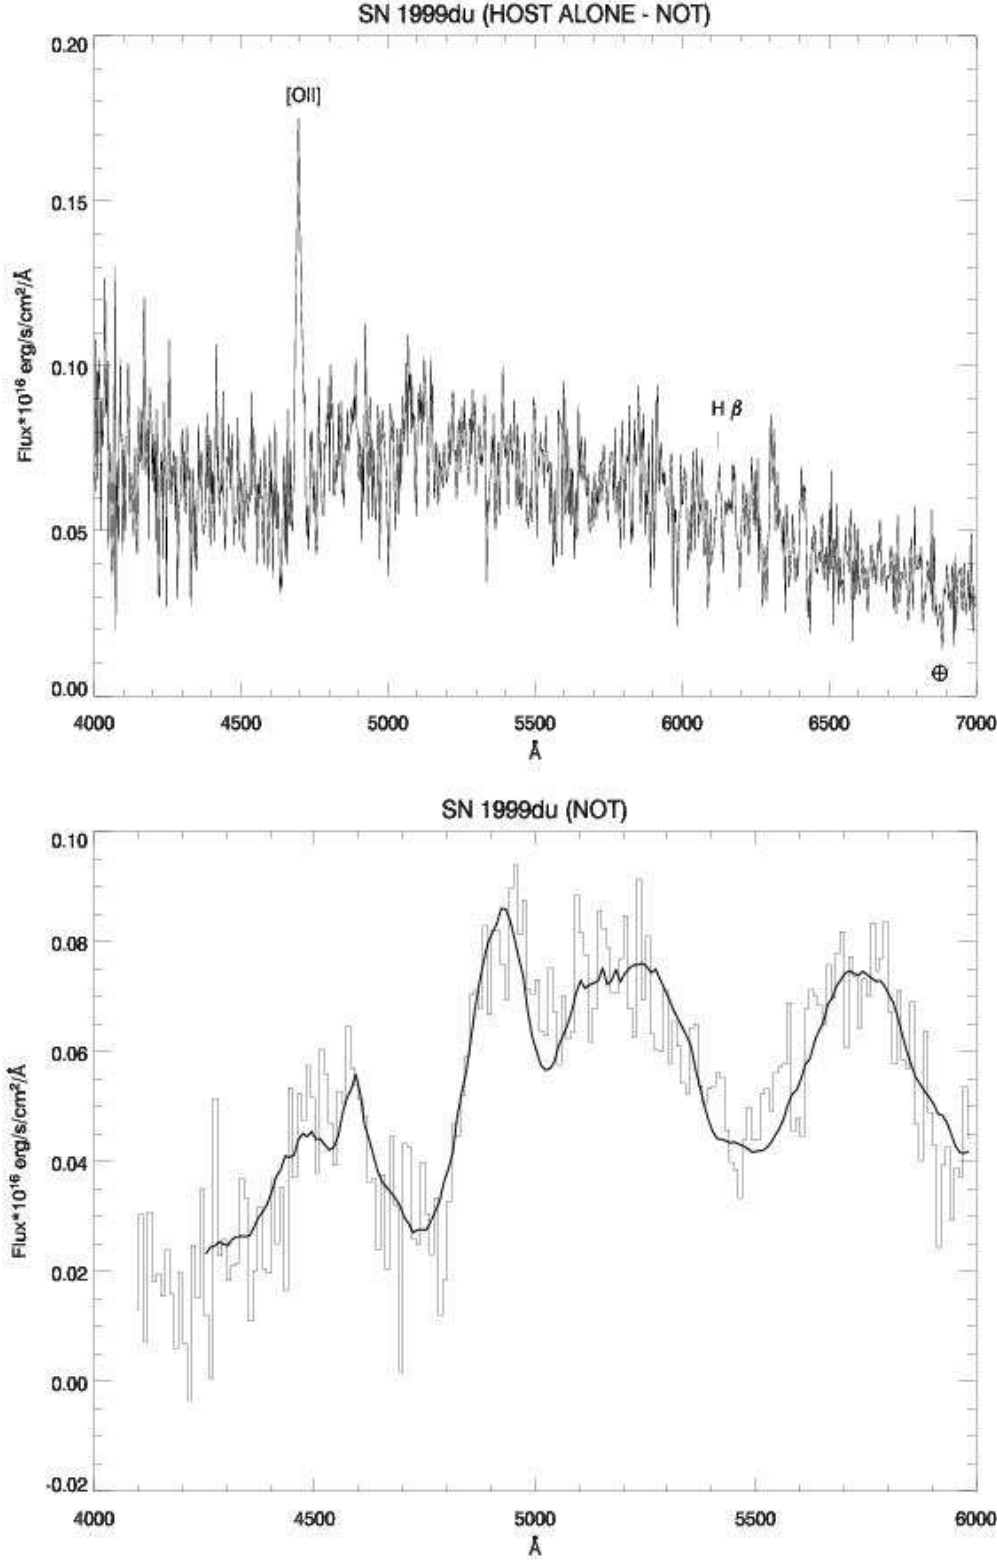 SN 1999du (HOST ALONE - NOT)
0.20
[OII]
0.15
Flux*10¹⁶ erg/s/cm²/Å
0.10
H β
0.05
⊕
0.00
4000 4500 5000 5500 6000 6500 7000
Å
SN 1999du (NOT)
0.10
0.08
0.06
Flux*10¹⁶ erg/s/cm²/Å
0.04
0.02
0.00
-0.02
4000 4500 5000 5500 6000
Å